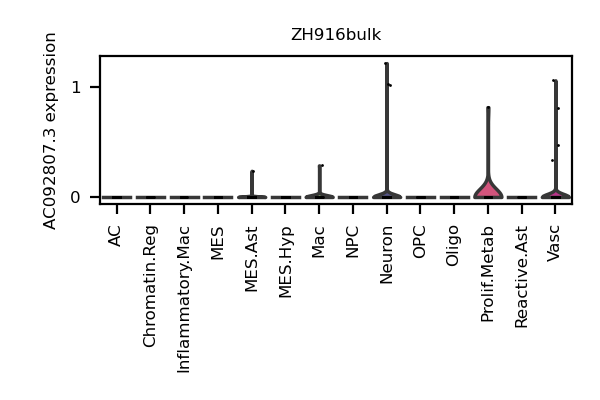 ZH916bulk
AC092807.3 expression
1
0
AC
Chromatin.Reg
Inflammatory.Mac
MES
MES.Ast
MES.Hyp
Mac
NPC
Neuron
OPC
Oligo
Prolif.Metab
Reactive.Ast
Vasc